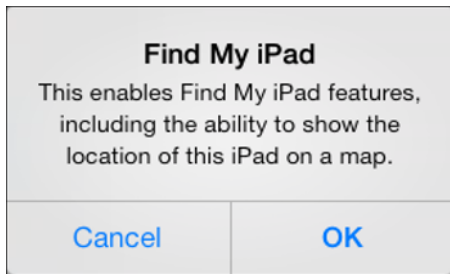 Find My iPad
This enables Find My iPad features,
including the ability to show the
location of this iPad on a map.
Cancel
OK